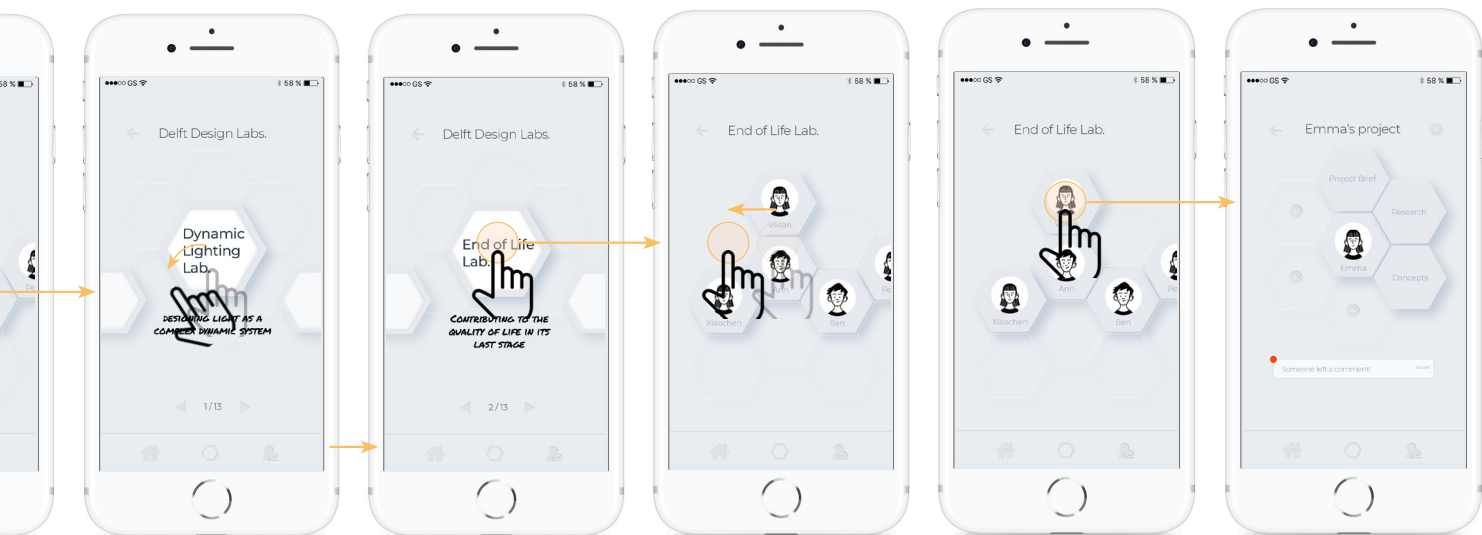 58 %
Pe
GS
58 %
Delft Design Labs.
Dynamic
Lighting
Lab.
DESIGNING LIGHT AS A
COMPLEX DYNAMIC SYSTEM
1/13
GS
58 %
Delft Design Labs.
End of Life
Lab.
CONTRIBUTING TO THE
QUALITY OF LIFE IN ITS
LAST STAGE
2/13
GS
58 %
End of Life Lab.
Vivian
Ann
Pe
Xiaochen
Ben
GS
58 %
End of Life Lab.
Ann
Pe
Xiaochen
Ben
GS
58 %
Emma's project
Project Brief
Research
Emma
Concepts
Someone left a comment!